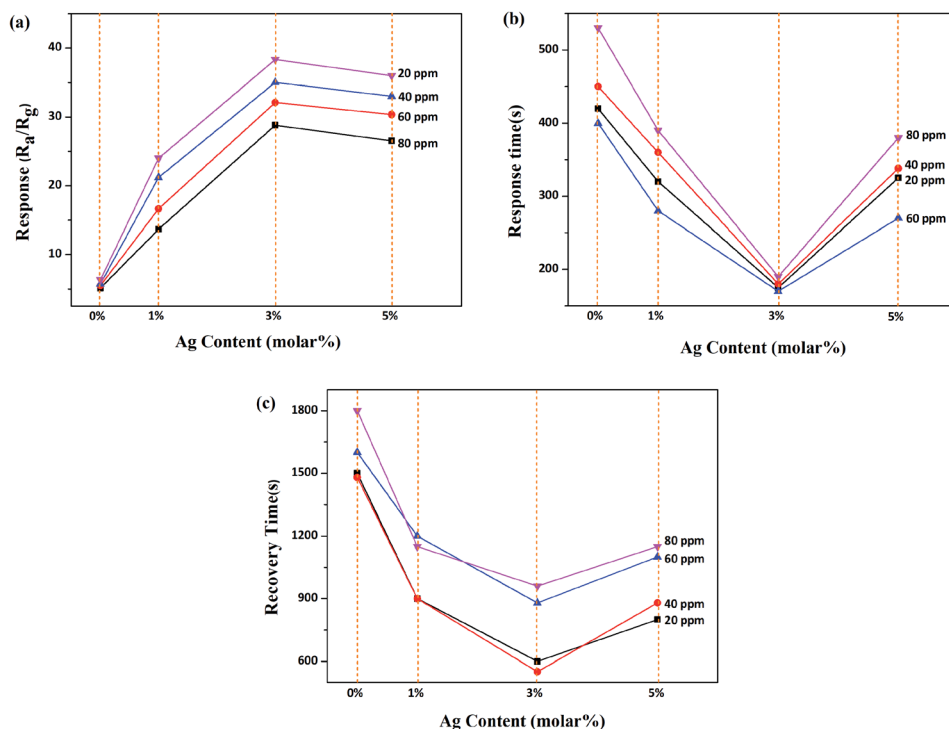 (a)
Response (Rₐ/R_g)
40
30
20
10
20 ppm
40 ppm
60 ppm
80 ppm
0% 1% 3% 5%
Ag Content (molar%)
(b)
Response time(s)
500
400
300
200
80 ppm
40 ppm
20 ppm
60 ppm
0% 1% 3% 5%
Ag Content (molar%)
(c)
Recovery Time(s)
1800
1500
1200
900
600
80 ppm
60 ppm
40 ppm
20 ppm
0% 1% 3% 5%
Ag Content (molar%)